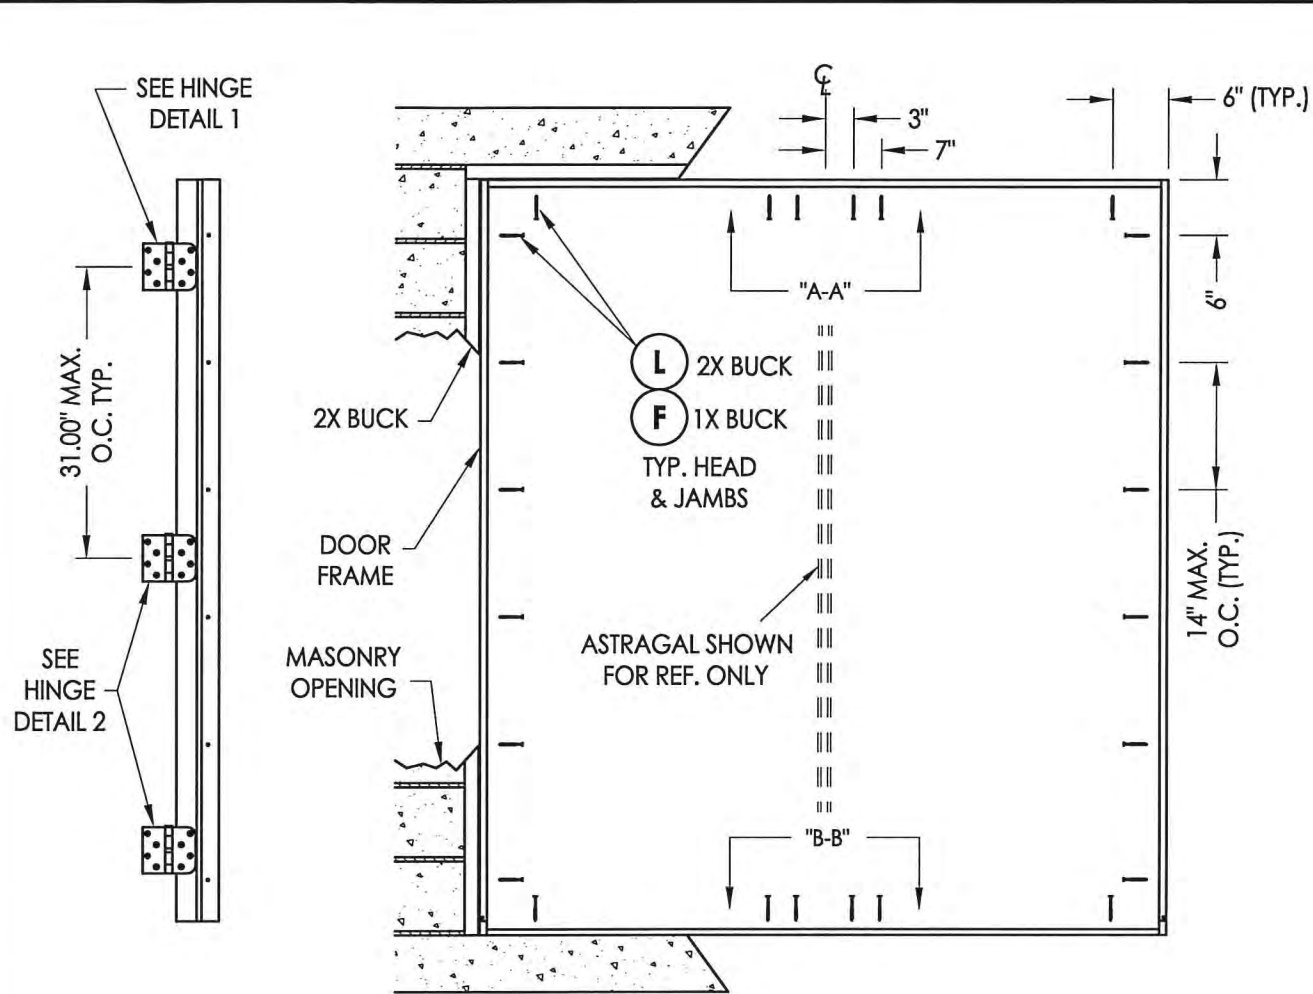 SEE HINGE
DETAIL 1
31.00" MAX.
O.C. TYP.
SEE
HINGE
DETAIL 2
2X BUCK
DOOR
FRAME
MASONRY
OPENING
℄
3"
7"
6" (TYP.)
"A-A"
L 2X BUCK
F 1X BUCK
TYP. HEAD
& JAMBS
ASTRAGAL SHOWN
FOR REF. ONLY
"B-B"
6"
14" MAX.
O.C. (TYP.)